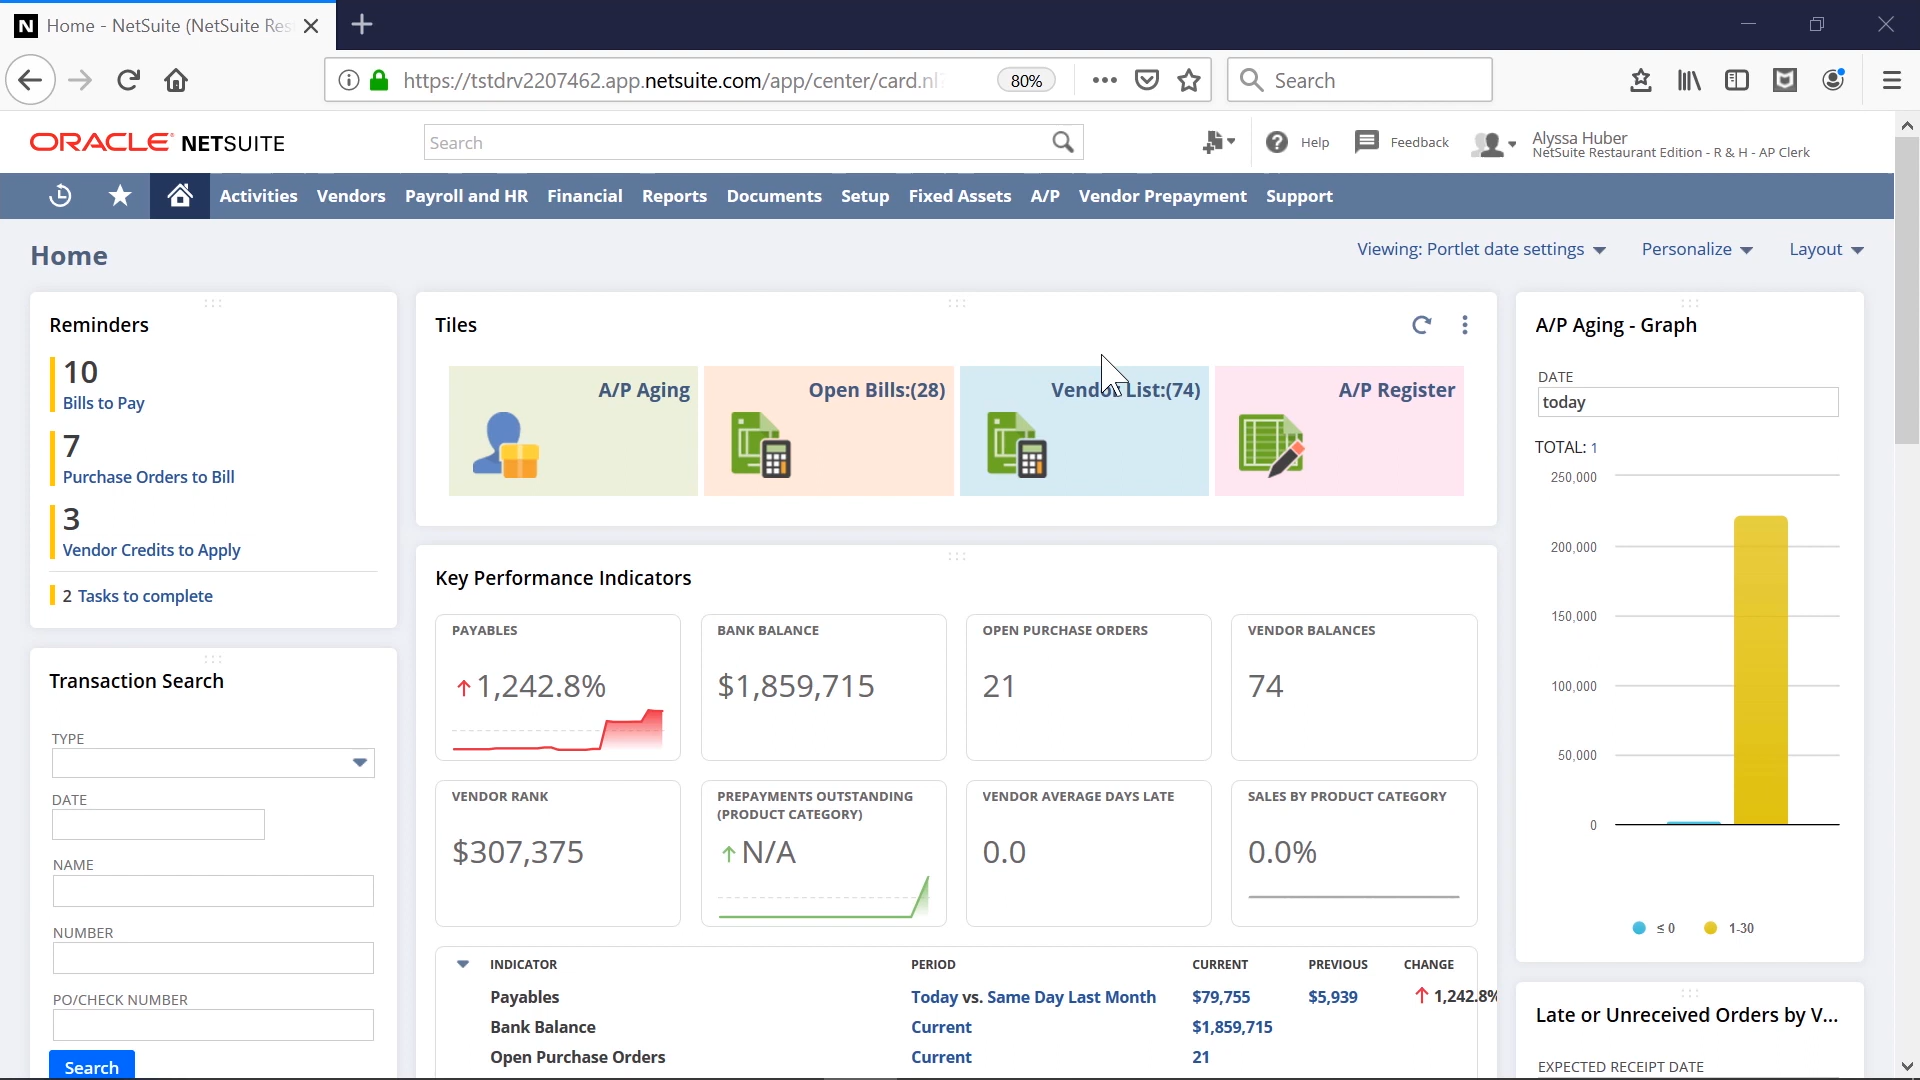 N Home - NetSuite (NetSuite Res
https://tstdrv2207462.app.netsuite.com/app/center/card.nl?
80%
Search
ORACLE NETSUITE
Search
Help
Feedback
Alyssa Huber
NetSuite Restaurant Edition - R & H - AP Clerk
Activities Vendors Payroll and HR Financial Reports Documents Setup Fixed Assets A/P Vendor Prepayment Support
Home
Viewing: Portlet date settings
Personalize
Layout
Reminders
10
Bills to Pay
7
Purchase Orders to Bill
3
Vendor Credits to Apply
2 Tasks to complete
Transaction Search
TYPE
DATE
NAME
NUMBER
PO/CHECK NUMBER
Search
Tiles
A/P Aging
Open Bills:(28)
Vendor List:(74)
A/P Register
Key Performance Indicators
PAYABLES
1,242.8%
BANK BALANCE
$1,859,715
OPEN PURCHASE ORDERS
21
VENDOR BALANCES
74
VENDOR RANK
$307,375
PREPAYMENTS OUTSTANDING
(PRODUCT CATEGORY)
N/A
VENDOR AVERAGE DAYS LATE
0.0
SALES BY PRODUCT CATEGORY
0.0%
INDICATOR PERIOD CURRENT PREVIOUS CHANGE
Payables Today vs. Same Day Last Month $79,755 $5,939 1,242.8%
Bank Balance Current $1,859,715
Open Purchase Orders Current 21
A/P Aging - Graph
DATE
today
TOTAL: 1
250,000
200,000
150,000
100,000
50,000
0
≤ 0 1-30
Late or Unreceived Orders by V...
EXPECTED RECEIPT DATE